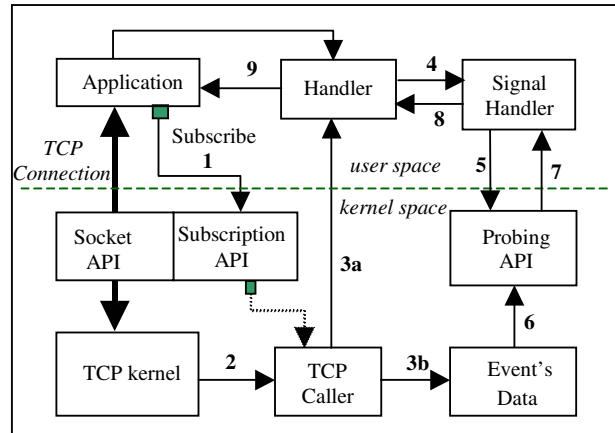 Application
9
Handler
4
Signal
Handler
8
TCP
Connection
Subscribe
1
user space
5
7
kernel space
Socket
API
Subscription
API
3a
Probing
API
6
TCP kernel
2
TCP
Caller
3b
Event's
Data